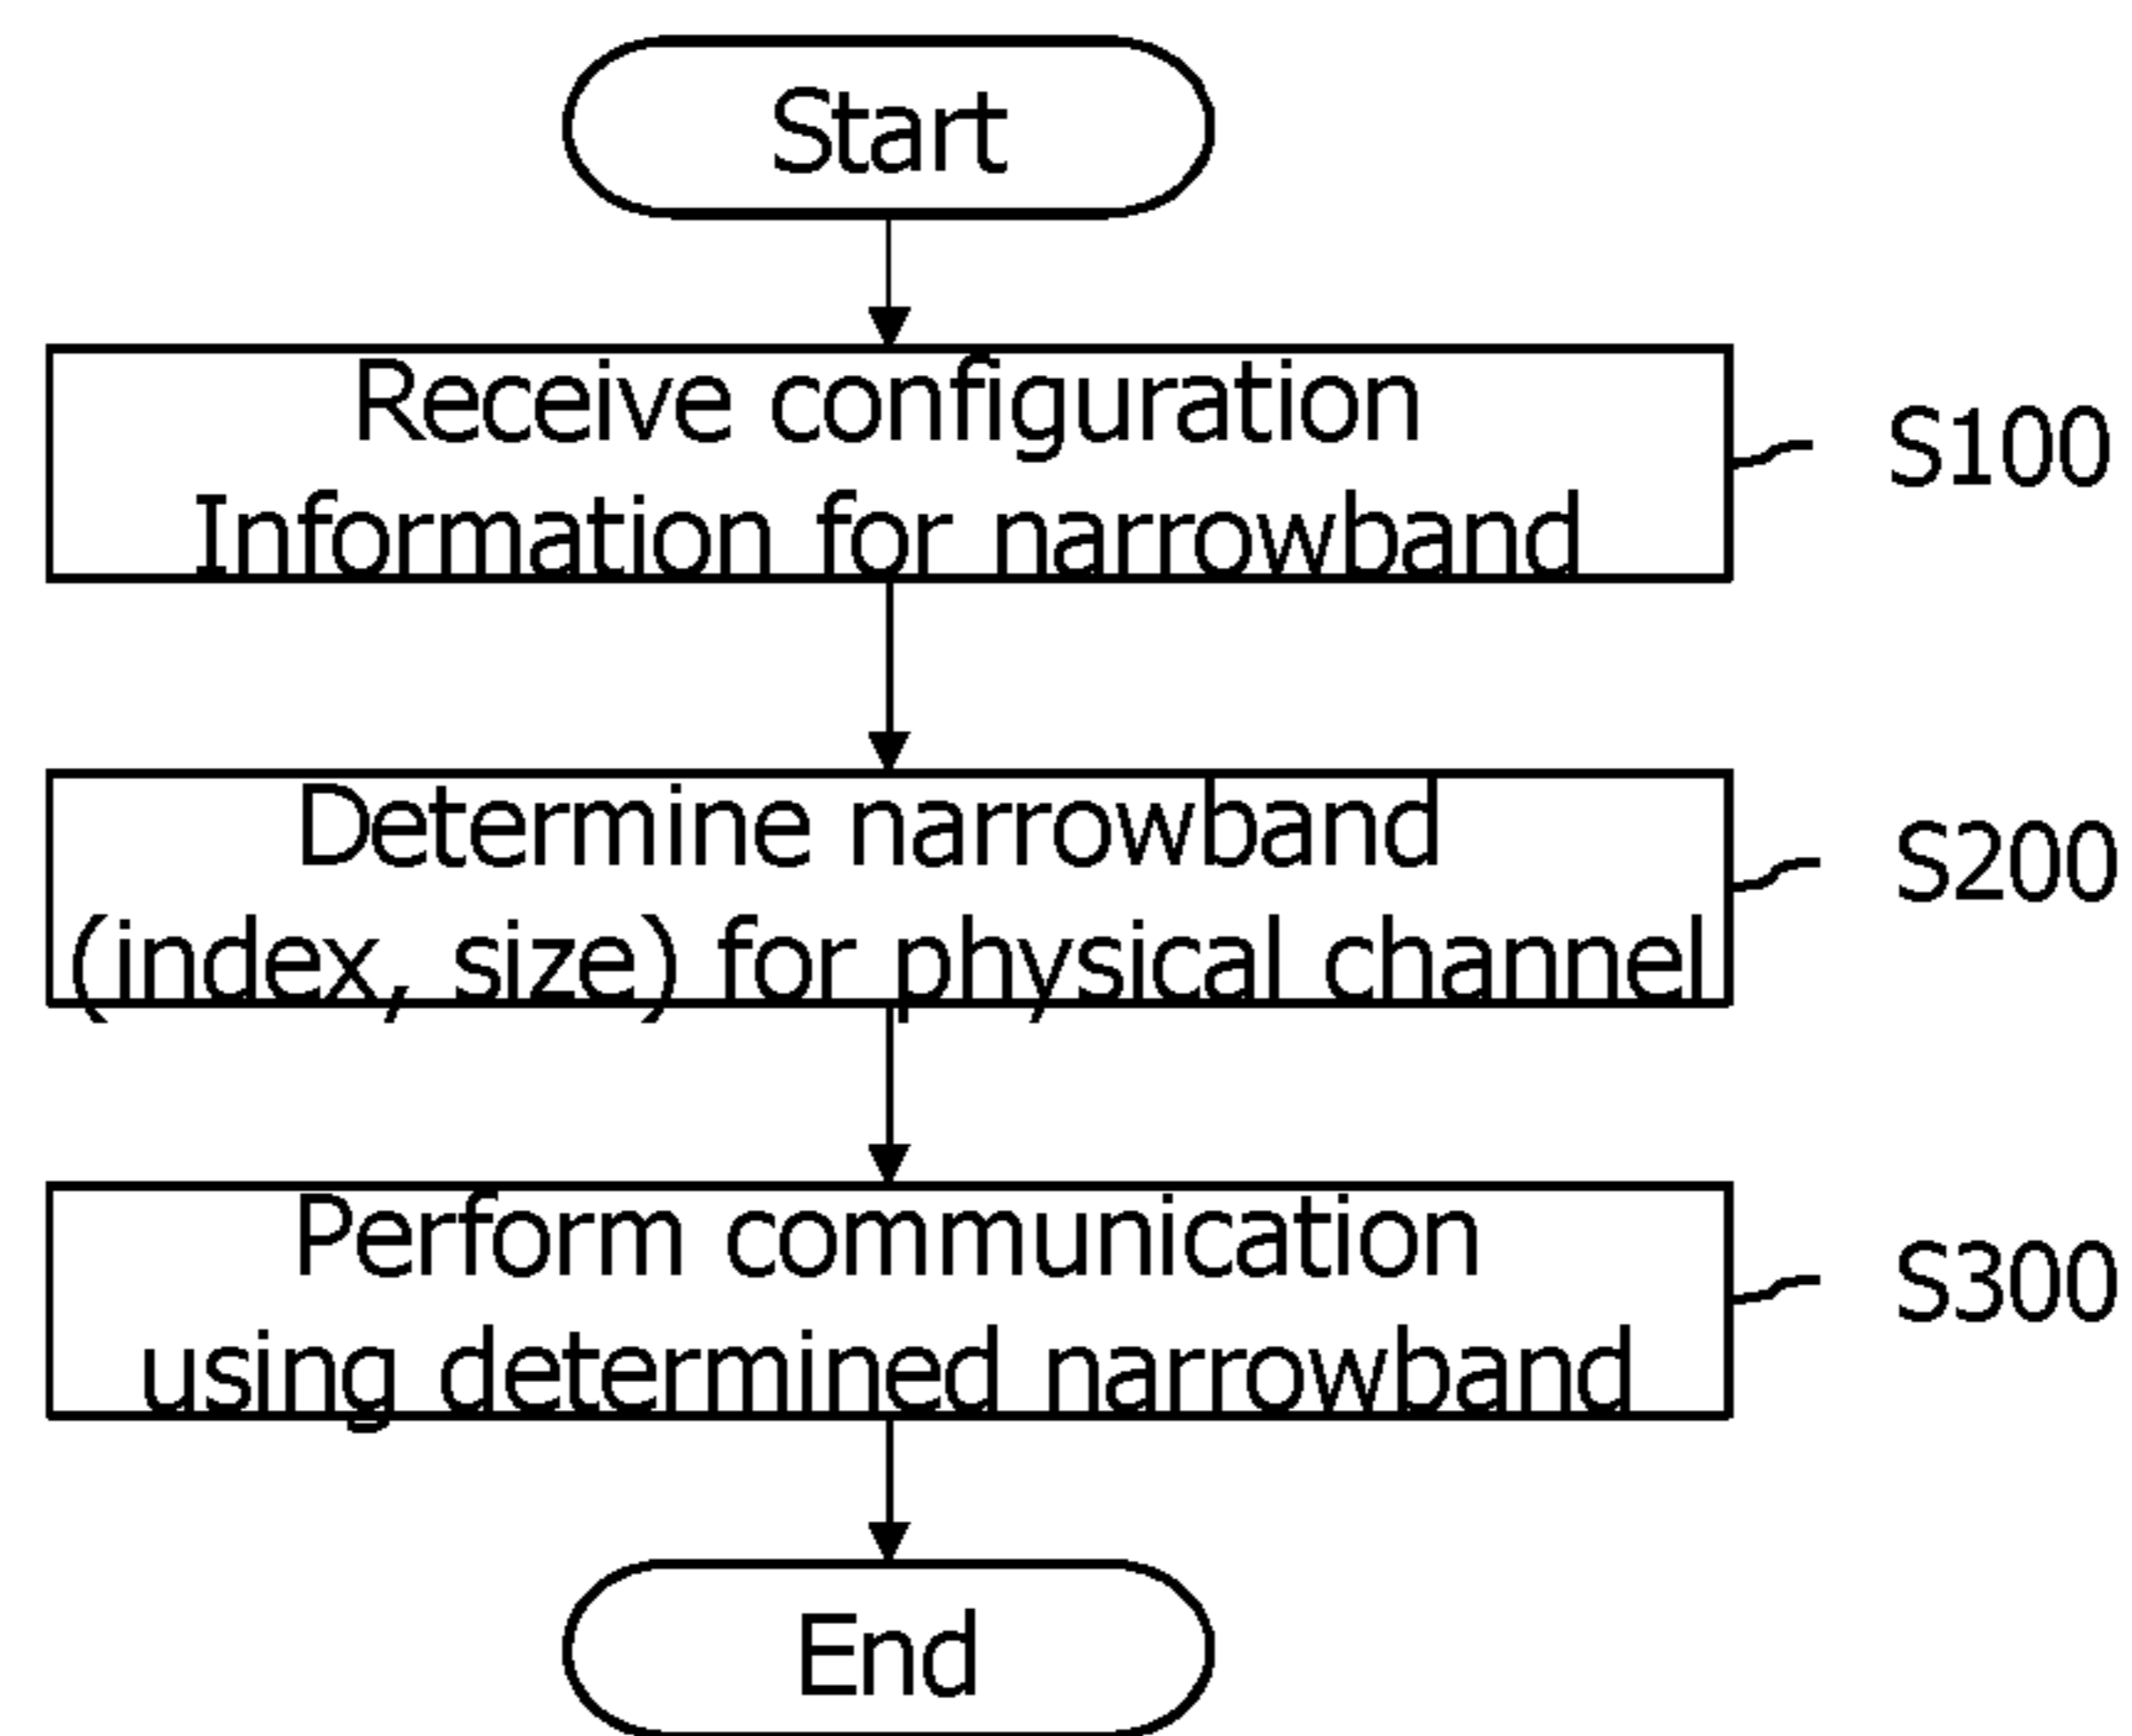 Start
Receive configuration
Information for narrowband
S100
Determine narrowband
(index, size) for physical channel
S200
Perform communication
using determined narrowband
S300
End